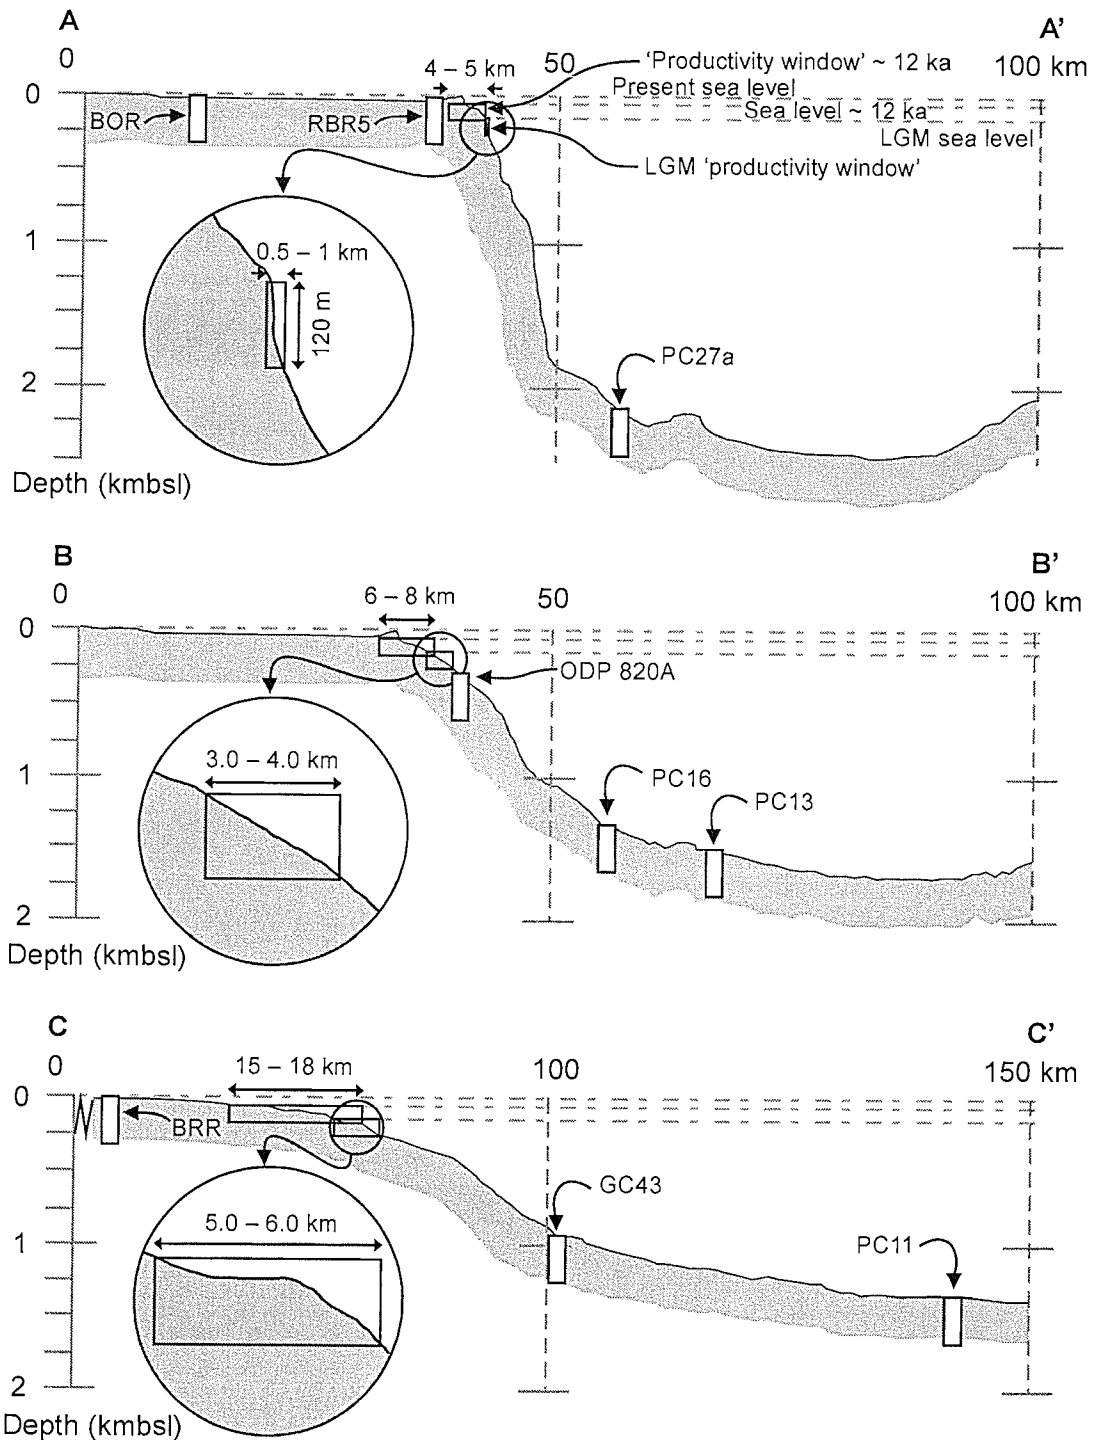 A
A'
0
50
100 km
4 – 5 km
'Productivity window' ~ 12 ka
Present sea level
Sea level ~ 12 ka
LGM sea level
LGM 'productivity window'
0
BOR
RBR5
0.5 – 1 km
120 m
1
2
PC27a
Depth (kmbsl)
B
B'
0
50
100 km
6 – 8 km
0
ODP 820A
3.0 – 4.0 km
1
PC16
PC13
2
Depth (kmbsl)
C
C'
0
100
150 km
15 – 18 km
0
BRR
GC43
5.0 – 6.0 km
1
PC11
2
Depth (kmbsl)